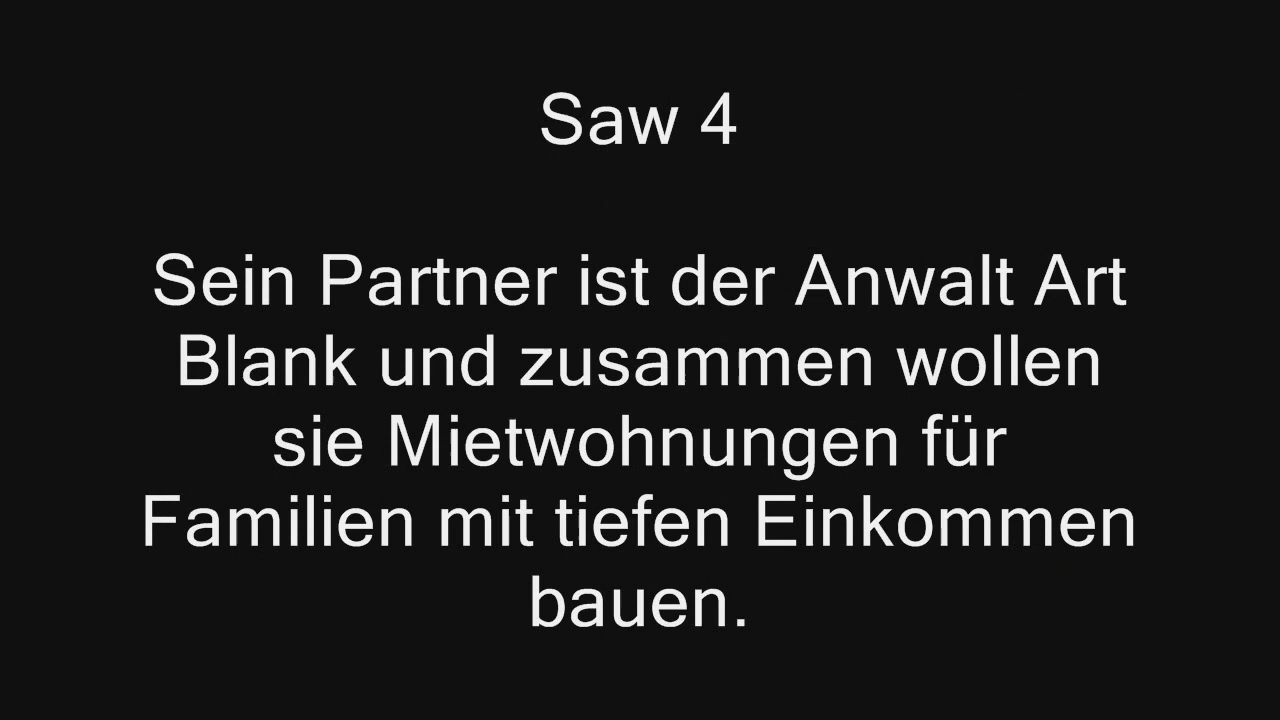 Saw 4
Sein Partner ist der Anwalt Art
Blank und zusammen wollen
sie Mietwohnungen für
Familien mit tiefen Einkommen
bauen.